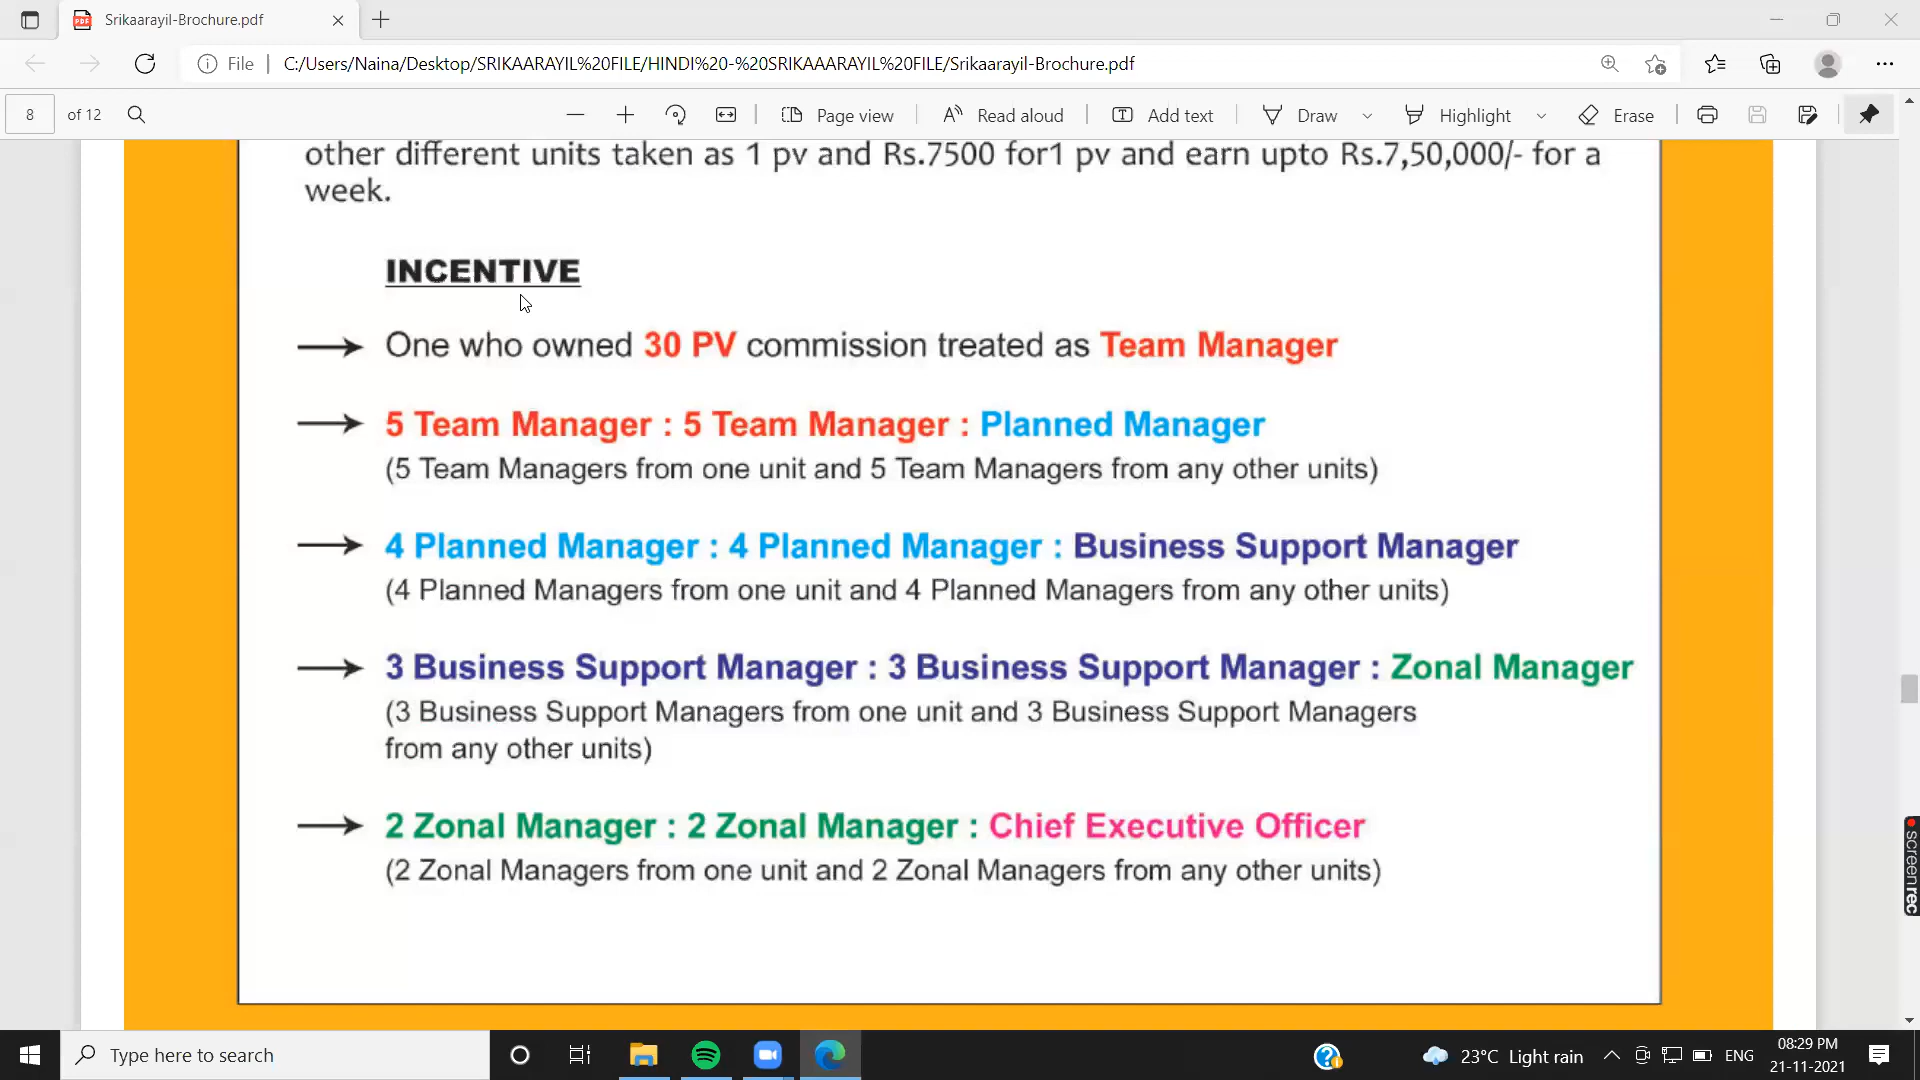 Srikaarayil-Brochure.pdf
File
C:/Users/Naina/Desktop/SRIKAARAYIL%20FILE/HINDI%20-%20SRIKAAARAYIL%20FILE/Srikaarayil-Brochure.pdf
8 of 12
Page view
Read aloud
Add text
Draw
Highlight
Erase
other different units taken as 1 pv and Rs.7500 for1 pv and earn upto Rs.7,50,000/- for a
week.
INCENTIVE
One who owned 30 PV commission treated as Team Manager
5 Team Manager : 5 Team Manager : Planned Manager
(5 Team Managers from one unit and 5 Team Managers from any other units)
4 Planned Manager : 4 Planned Manager : Business Support Manager
(4 Planned Managers from one unit and 4 Planned Managers from any other units)
3 Business Support Manager : 3 Business Support Manager : Zonal Manager
(3 Business Support Managers from one unit and 3 Business Support Managers
from any other units)
2 Zonal Manager : 2 Zonal Manager : Chief Executive Officer
(2 Zonal Managers from one unit and 2 Zonal Managers from any other units)
screenrec
Type here to search
23°C Light rain
ENG
08:29 PM
21-11-2021